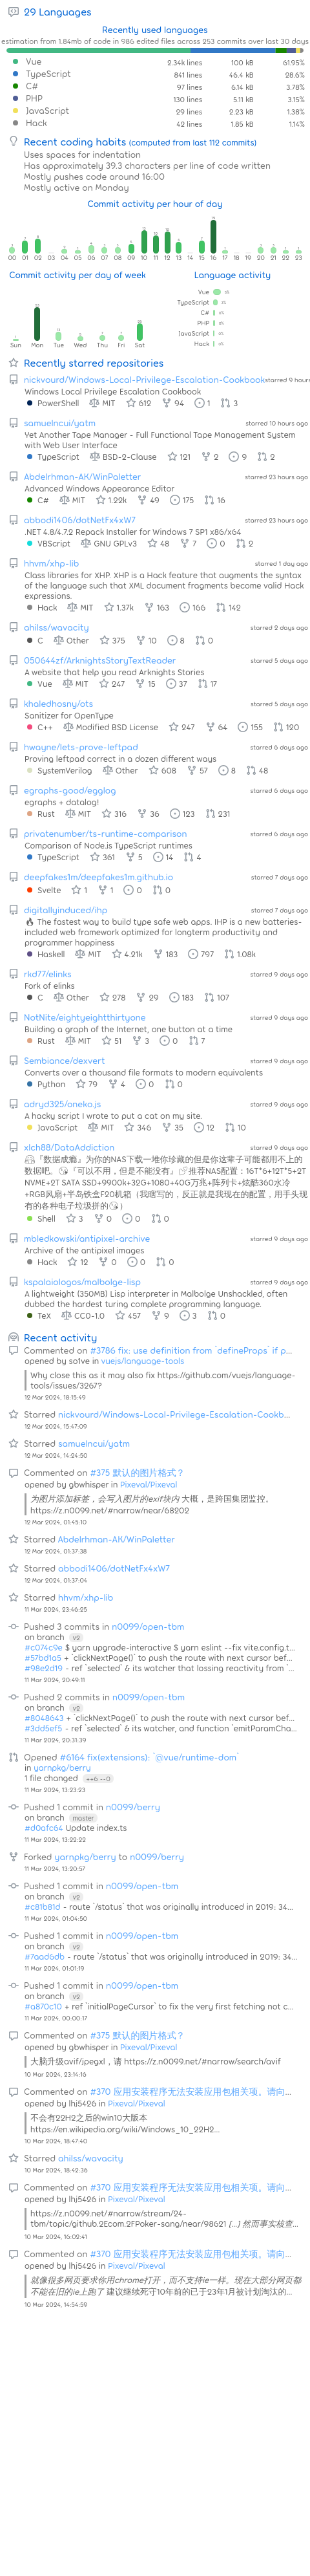 29 Languages
Recently used languages
estimation from 1.84mb of code in 986 edited files across 253 commits over last 30 days
Vue 2.34k lines 100 kB 61.95%
TypeScript 841 lines 46.4 kB 28.6%
C# 97 lines 6.14 kB 3.78%
PHP 130 lines 5.11 kB 3.15%
JavaScript 29 lines 2.23 kB 1.38%
Hack 42 lines 1.85 kB 1.14%
Recent coding habits (computed from last 112 commits)
Uses spaces for indentation
Has approximately 39.3 characters per line of code written
Mostly pushes code around 16:00
Mostly active on Monday
Commit activity per hour of day
00 01 02 03 04 05 06 07 08 09 10 11 12 13 14 15 16 17 18 19 20 21 22 23
Commit activity per day of week
Language activity
Sun Mon Tue Wed Thu Fri Sat
Vue
TypeScript
C#
PHP
JavaScript
Hack
Recently starred repositories
nickvourd/Windows-Local-Privilege-Escalation-Cookbook starred 9 hours
Windows Local Privilege Escalation Cookbook
PowerShell MIT 612 94 1 3
samuelncui/yatm starred 10 hours ago
Yet Another Tape Manager - Full Functional Tape Management System
with Web User Interface
TypeScript BSD-2-Clause 121 2 9 2
Abdelrhman-AK/WinPaletter starred 23 hours ago
Advanced Windows Appearance Editor
C# MIT 1.22k 49 175 16
abbodi1406/dotNetFx4xW7 starred 23 hours ago
.NET 4.8/4.7.2 Repack Installer for Windows 7 SP1 x86/x64
VBScript GNU GPLv3 48 7 0 2
hhvm/xhp-lib starred 1 day ago
Class libraries for XHP. XHP is a Hack feature that augments the syntax
of the language such that XML document fragments become valid Hack
expressions.
Hack MIT 1.37k 163 166 142
ahilss/wavacity starred 2 days ago
C Other 375 10 8 0
050644zf/ArknightsStoryTextReader starred 5 days ago
A website that help you read Arknights Stories
Vue MIT 247 15 37 17
khaledhosny/ots starred 5 days ago
Sanitizer for OpenType
C++ Modified BSD License 247 64 155 120
hwayne/lets-prove-leftpad starred 6 days ago
Proving leftpad correct in a dozen different ways
SystemVerilog Other 608 57 8 48
egraphs-good/egglog starred 6 days ago
egraphs + datalog!
Rust MIT 316 36 123 231
privatenumber/ts-runtime-comparison starred 6 days ago
Comparison of Node.js TypeScript runtimes
TypeScript 361 5 14 4
deepfakes1m/deepfakes1m.github.io starred 7 days ago
Svelte 1 1 0 0
digitallyinduced/ihp starred 7 days ago
🔥 The fastest way to build type safe web apps. IHP is a new batteries-
included web framework optimized for longterm productivity and
programmer happiness
Haskell MIT 4.21k 183 797 1.08k
rkd77/elinks starred 9 days ago
Fork of elinks
C Other 278 29 183 107
NotNite/eightyeightthirtyone starred 9 days ago
Building a graph of the Internet, one button at a time
Rust MIT 51 3 0 7
Sembiance/dexvert starred 9 days ago
Converts over a thousand file formats to modern equivalents
Python 79 4 0 0
adryd325/oneko.js starred 9 days ago
A hacky script I wrote to put a cat on my site.
JavaScript MIT 346 35 12 10
xlch88/DataAddiction starred 9 days ago
『数据成瘾』为你的NAS下载一堆你珍藏的但是你这辈子可能都用不上的
数据吧。『可以不用，但是不能没有』推荐NAS配置：16T*6+12T*5+2T
NVME+2T SATA SSD+9900k+32G+1080+40G万兆+阵列卡+炫酷360水冷
+RGB风扇+半岛铁盒F20机箱（我瞎写的，反正就是我现在的配置，用手头现
有的各种电子垃圾拼的）
Shell 3 0 0 0
mbledkowski/antipixel-archive starred 9 days ago
Archive of the antipixel images
Hack 12 0 0 0
kspalaiologos/malbolge-lisp starred 9 days ago
A lightweight (350MB) Lisp interpreter in Malbolge Unshackled, often
dubbed the hardest turing complete programming language.
TeX CC0-1.0 457 9 3 0
Recent activity
Commented on #3786 fix: use definition from `defineProps` if p...
opened by so1ve in vuejs/language-tools
Why close this as it may also fix https://github.com/vuejs/language-
tools/issues/3267?
12 Mar 2024, 18:15:49
Starred nickvourd/Windows-Local-Privilege-Escalation-Cookb...
12 Mar 2024, 15:47:09
Starred samuelncui/yatm
12 Mar 2024, 14:24:50
Commented on #375 默认的图片格式？
opened by gbwhisper in Pixeval/Pixeval
为图片添加标签，会写入图片的exif块内 大概，是跨国集团监控。
https://z.n0099.net/#narrow/near/68202
12 Mar 2024, 01:45:10
Starred Abdelrhman-AK/WinPaletter
12 Mar 2024, 01:37:38
Starred abbodi1406/dotNetFx4xW7
12 Mar 2024, 01:37:04
Starred hhvm/xhp-lib
11 Mar 2024, 23:46:25
Pushed 3 commits in n0099/open-tbm
on branch v2
#c074c9e $ yarn upgrade-interactive $ yarn eslint --fix vite.config.t...
#57bd1a5 + `clickNextPage()` to push the route with next cursor bef...
#98e2d19 - ref `selected` & its watcher that losing reactivity from `...
11 Mar 2024, 20:49:11
Pushed 2 commits in n0099/open-tbm
on branch v2
#8048643 + `clickNextPage()` to push the route with next cursor bef...
#3dd5ef5 - ref `selected` & its watcher, and function `emitParamCha...
11 Mar 2024, 20:31:39
Opened #6164 fix(extensions): `@vue/runtime-dom`
in yarnpkg/berry
1 file changed ++6 --0
11 Mar 2024, 13:23:23
Pushed 1 commit in n0099/berry
on branch master
#d0afc64 Update index.ts
11 Mar 2024, 13:22:22
Forked yarnpkg/berry to n0099/berry
11 Mar 2024, 13:20:57
Pushed 1 commit in n0099/open-tbm
on branch v2
#c81b81d - route `/status` that was originally introduced in 2019: 34...
11 Mar 2024, 01:04:50
Pushed 1 commit in n0099/open-tbm
on branch v2
#7aad6db - route `/status` that was originally introduced in 2019: 34...
11 Mar 2024, 01:01:19
Pushed 1 commit in n0099/open-tbm
on branch v2
#a870c10 + ref `initialPageCursor` to fix the very first fetching not c...
11 Mar 2024, 00:00:17
Commented on #375 默认的图片格式？
opened by gbwhisper in Pixeval/Pixeval
大脑升级avif/jpegxl，请 https://z.n0099.net/#narrow/search/avif
10 Mar 2024, 23:14:16
Commented on #370 应用安装程序无法安装应用包相关项。请向...
opened by lhj5426 in Pixeval/Pixeval
不会有22H2之后的win10大版本
https://en.wikipedia.org/wiki/Windows_10_22H2...
10 Mar 2024, 18:47:40
Starred ahilss/wavacity
10 Mar 2024, 18:42:36
Commented on #370 应用安装程序无法安装应用包相关项。请向...
opened by lhj5426 in Pixeval/Pixeval
https://z.n0099.net/#narrow/stream/24-
tbm/topic/github.2Ecom.2FPoker-sang/near/98621 [...] 然而事实核查...
10 Mar 2024, 16:02:41
Commented on #370 应用安装程序无法安装应用包相关项。请向...
opened by lhj5426 in Pixeval/Pixeval
就像很多网页要求你用chrome打开，而不支持ie一样。现在大部分网页都
不能在旧的ie上跑了 建议继续死守10年前的已于23年1月被计划淘汰的...
10 Mar 2024, 14:54:59